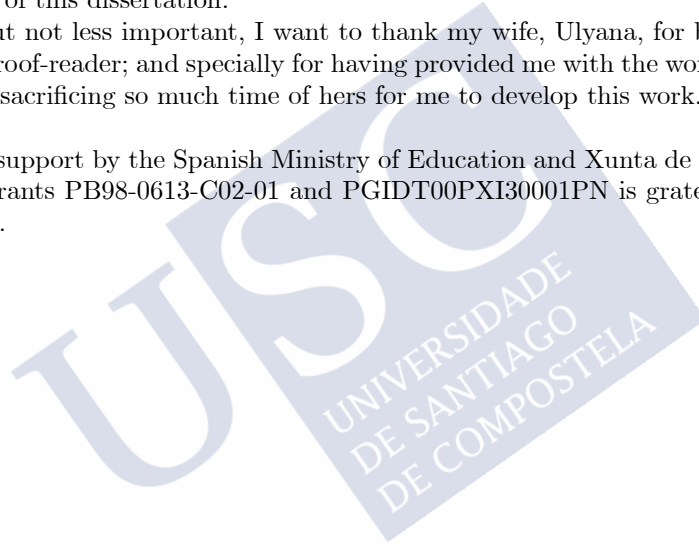 of this dissertation.
ut not less important, I want to thank my wife, Ulyana, for
roof-reader; and specially for having provided me with the
sacrificing so much time of hers for me to develop this work.
support by the Spanish Ministry of Education and Xunta de
rants PB98-0613-C02-01 and PGIDT00PXI30001PN is
.
USC
UNIVERSIDADE
DE SANTIAGO
DE COMPOSTELA